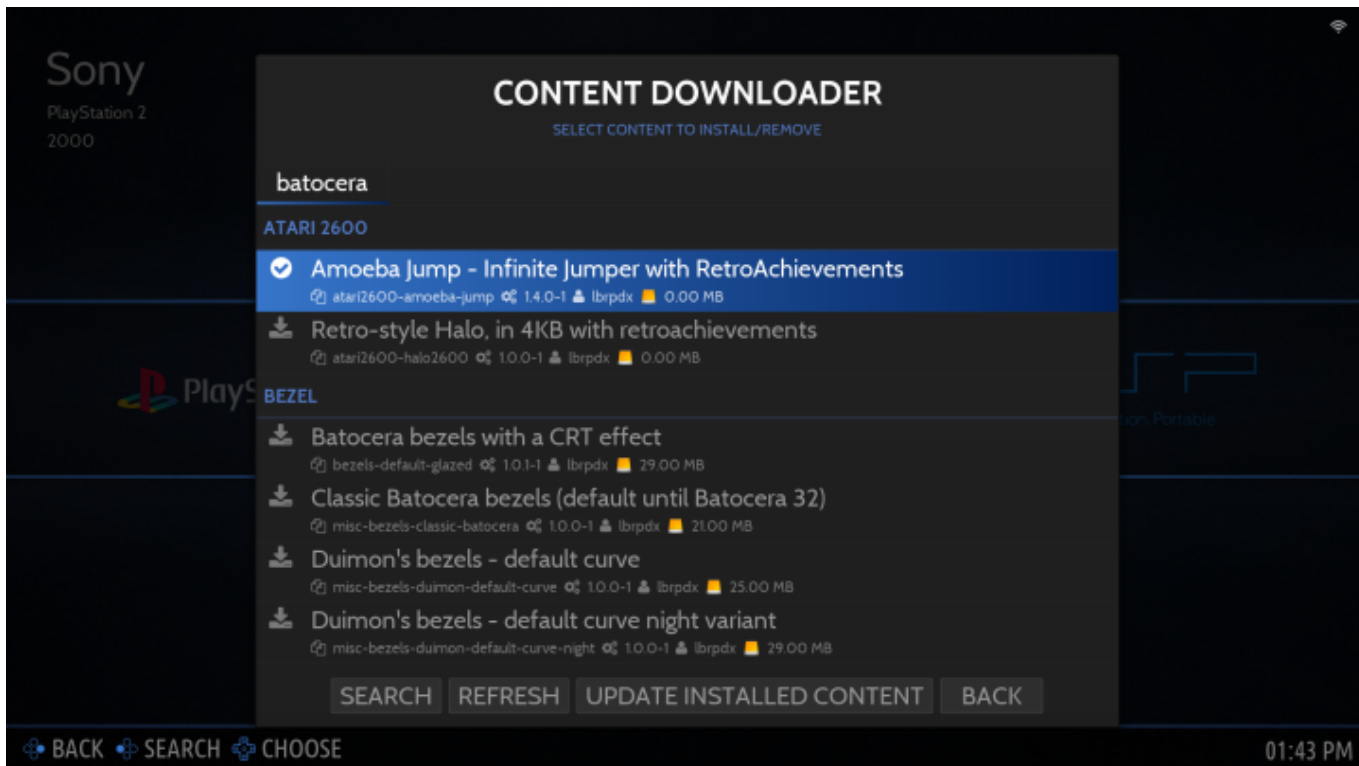 Sony
PlayStation 2
2000
CONTENT DOWNLOADER
SELECT CONTENT TO INSTALL/REMOVE
batocera
ATARI 2600
Amoeba Jump - Infinite Jumper with RetroAchievements
atari2600-amoeba-jump 1.4.0-1 lbrpdx 0.00 MB
Retro-style Halo, in 4KB with retroachievements
atari2600-halo2600 1.0.0-1 lbrpdx 0.00 MB
PlayS
BEZEL
tion Portable
Batocera bezels with a CRT effect
bezels-default-glazed 1.0.1-1 lbrpdx 29.00 MB
Classic Batocera bezels (default until Batocera 32)
misc-bezels-classic-batocera 1.0.0-1 lbrpdx 21.00 MB
Duimon's bezels - default curve
misc-bezels-duimon-default-curve 1.0.0-1 lbrpdx 25.00 MB
Duimon's bezels - default curve night variant
misc-bezels-duimon-default-curve-night 1.0.0-1 lbrpdx 29.00 MB
SEARCH REFRESH UPDATE INSTALLED CONTENT BACK
BACK SEARCH CHOOSE 01:43 PM